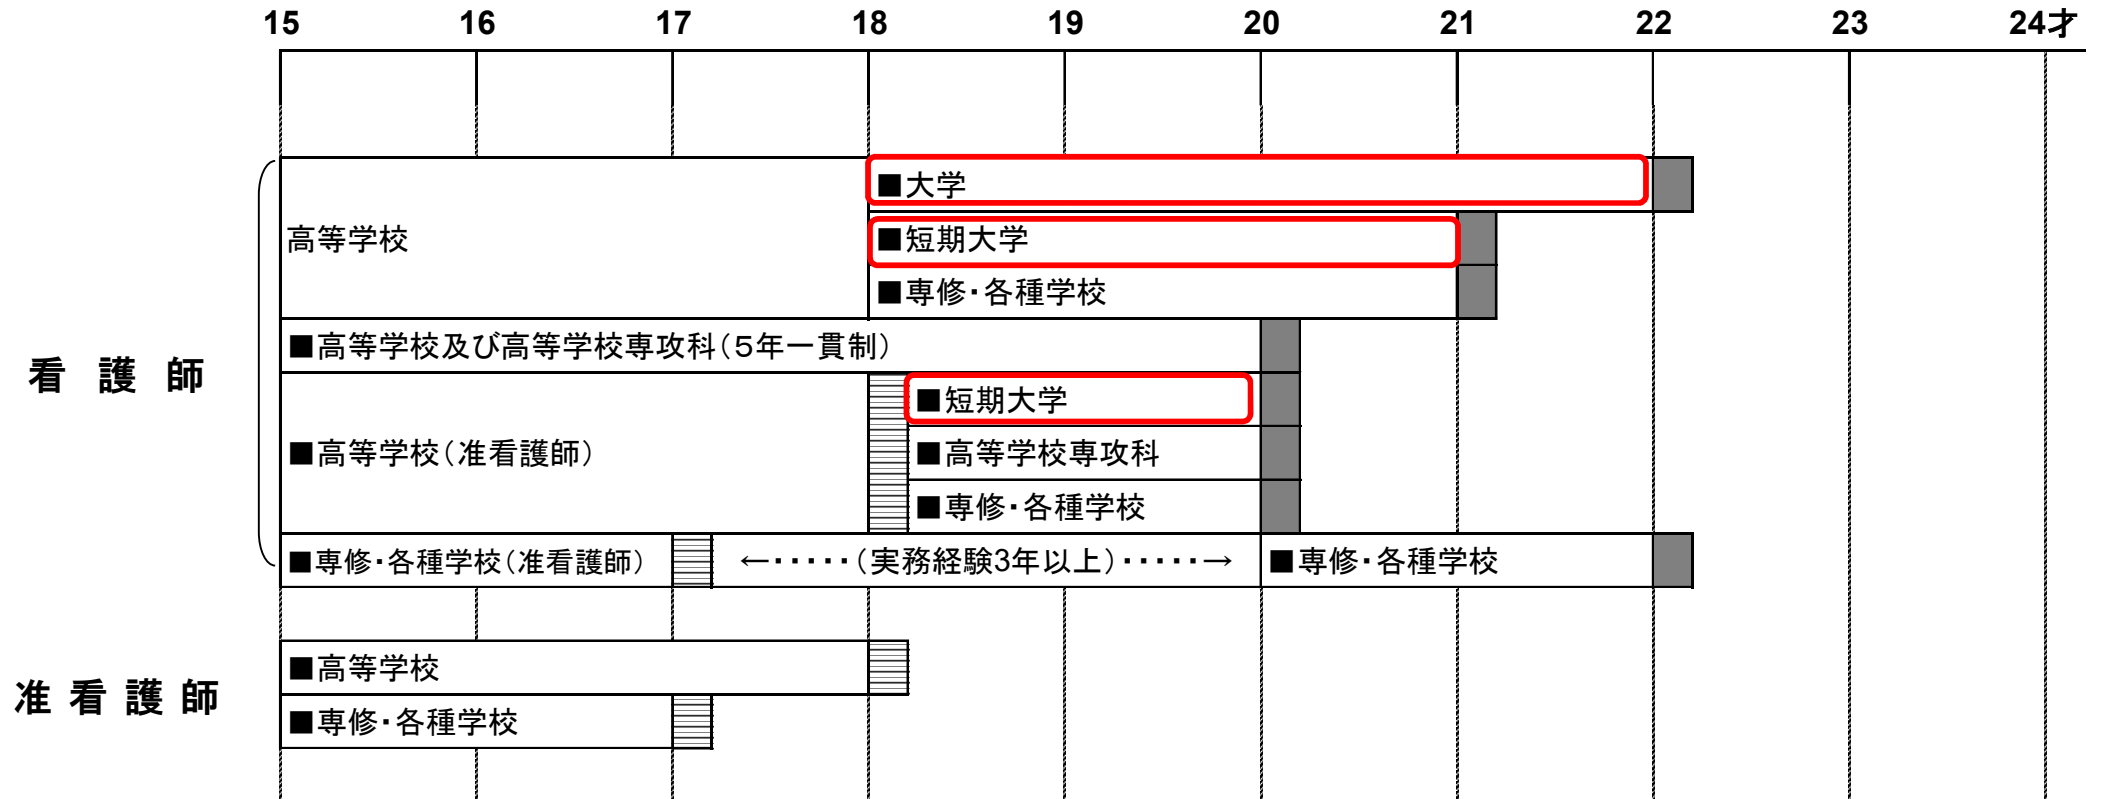 15 16 17 18 19 20 21 22 23 24才
■大学
高等学校
■短期大学
■専修・各種学校
■高等学校及び高等学校専攻科（５年一貫制）
看護師
■短期大学
■高等学校（准看護師）
■高等学校専攻科
■専修・各種学校
■専修・各種学校（准看護師） ←・・・・・（実務経験3年以上）・・・・・→ ■専修・各種学校
■高等学校
准看護師
■専修・各種学校